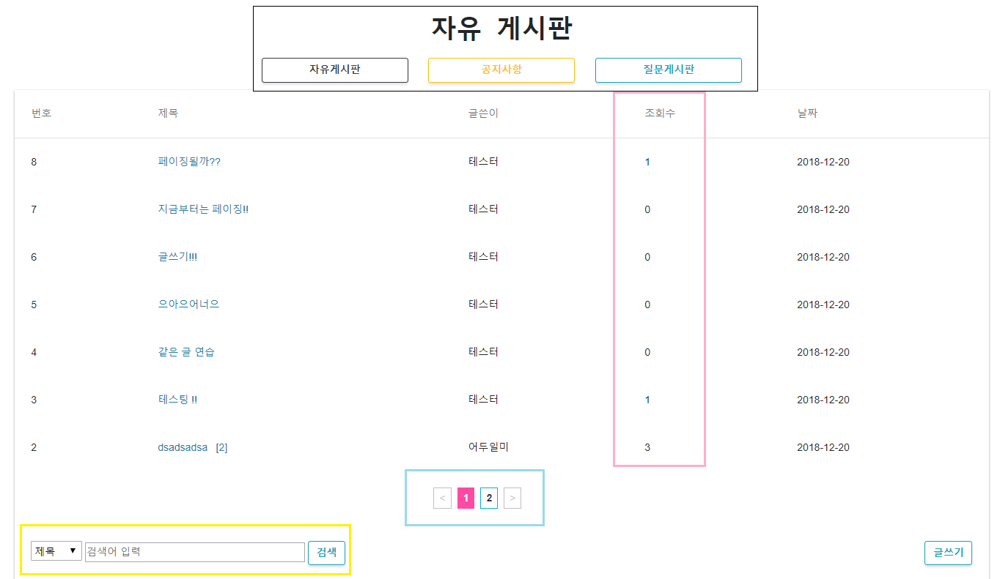 자유 게시판
자유게시판 공지사항 질문게시판
번호 제목 글쓴이 조회수 날짜
8 페이징될까?? 테스터 1 2018-12-20
7 지금부터는 페이징!! 테스터 0 2018-12-20
6 글쓰기!!! 테스터 0 2018-12-20
5 으아으어너으 테스터 0 2018-12-20
4 같은 글 연습 테스터 0 2018-12-20
3 테스팅 !! 테스터 1 2018-12-20
2 dsadsadsa [2] 어두일미 3 2018-12-20
< 1 2 >
제목 ▼ 검색어 입력 검색 글쓰기